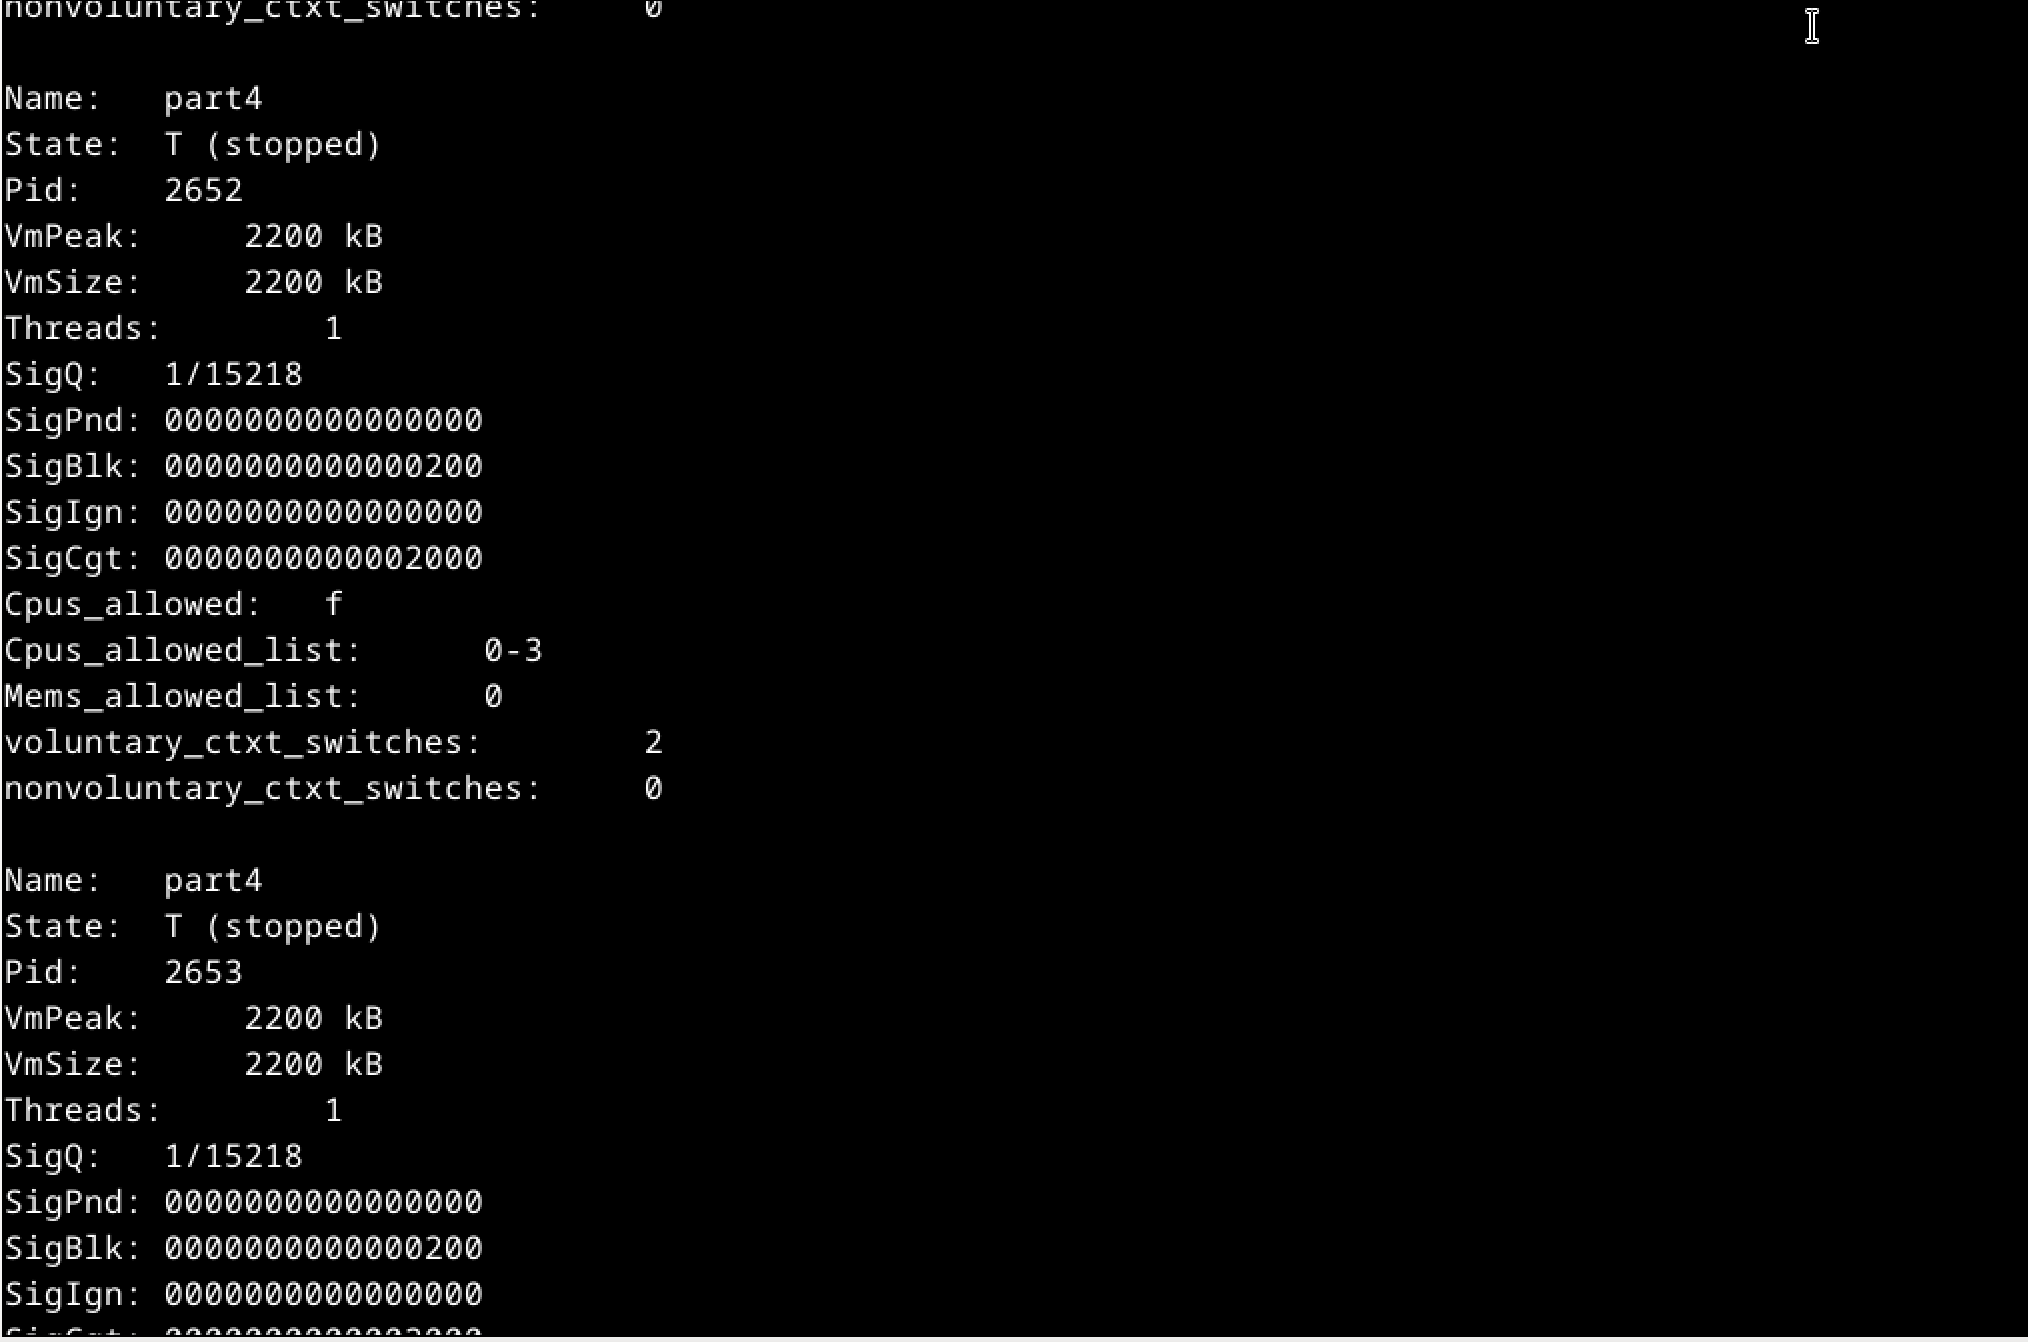 nonvoluntary_ctxt_switches:	0

Name:	part4
State:	T (stopped)
Pid:	2652
VmPeak:	2200 kB
VmSize:	2200 kB
Threads:	1
SigQ:	1/15218
SigPnd:	0000000000000000
SigBlk:	0000000000000200
SigIgn:	0000000000000000
SigCgt:	0000000000002000
Cpus_allowed:	f
Cpus_allowed_list:	0-3
Mems_allowed_list:	0
voluntary_ctxt_switches:	2
nonvoluntary_ctxt_switches:	0

Name:	part4
State:	T (stopped)
Pid:	2653
VmPeak:	2200 kB
VmSize:	2200 kB
Threads:	1
SigQ:	1/15218
SigPnd:	0000000000000000
SigBlk:	0000000000000200
SigIgn:	0000000000000000